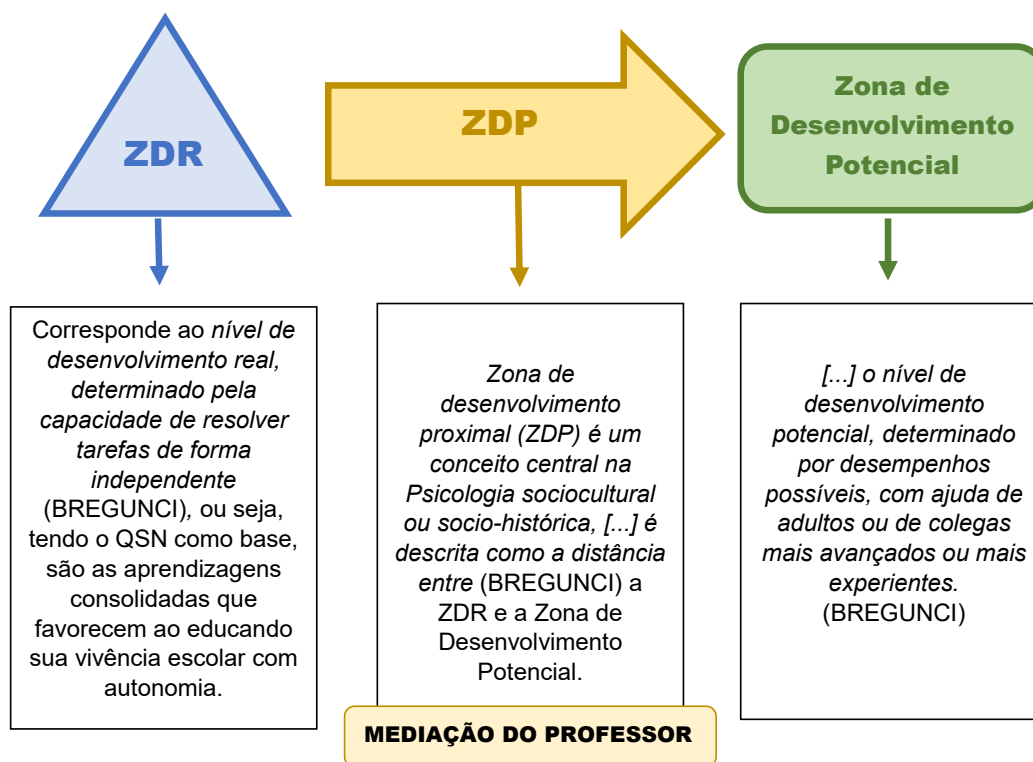 ZDR
ZDP
Zona de
Desenvolvimento
Potencial
Corresponde ao nível de
desenvolvimento real,
determinado pela
capacidade de resolver
tarefas de forma
independente
(BREGUNCI), ou seja,
tendo o QSN como base,
são as aprendizagens
consolidadas que
favorecem ao educando
sua vivência escolar com
autonomia.
Zona de
desenvolvimento
proximal (ZDP) é um
conceito central na
Psicologia sociocultural
ou socio-histórica, [...] é
descrita como a distância
entre (BREGUNCI) a
ZDR e a Zona de
Desenvolvimento
Potencial.
[...] o nível de
desenvolvimento
potencial, determinado
por desempenhos
possíveis, com ajuda de
adultos ou de colegas
mais avançados ou mais
experientes.
(BREGUNCI)
MEDIAÇÃO DO PROFESSOR